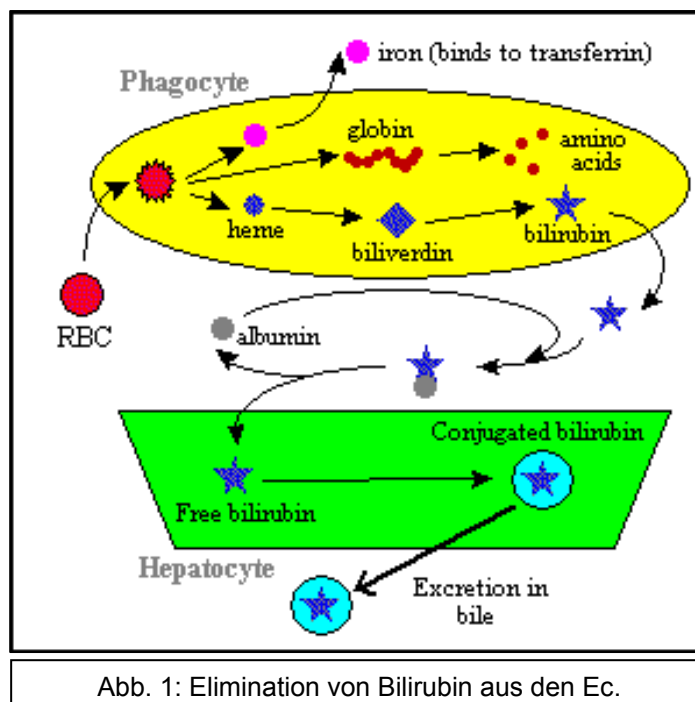 iron (binds to transferrin)
Phagocyte
globin
amino
acids
heme
biliverdin
bilirubin
RBC
albumin
Conjugated bilirubin
Free bilirubin
Hepatocyte
Excretion in
bile
Abb. 1: Elimination von Bilirubin aus den Ec.